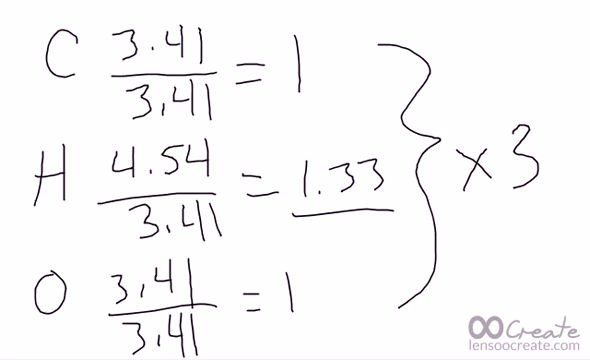 C 3.41 / 3.41 = 1
H 4.54 / 3.41 = 1.33
O 3.41 / 3.41 = 1
× 3
Create
lensoocreate.com